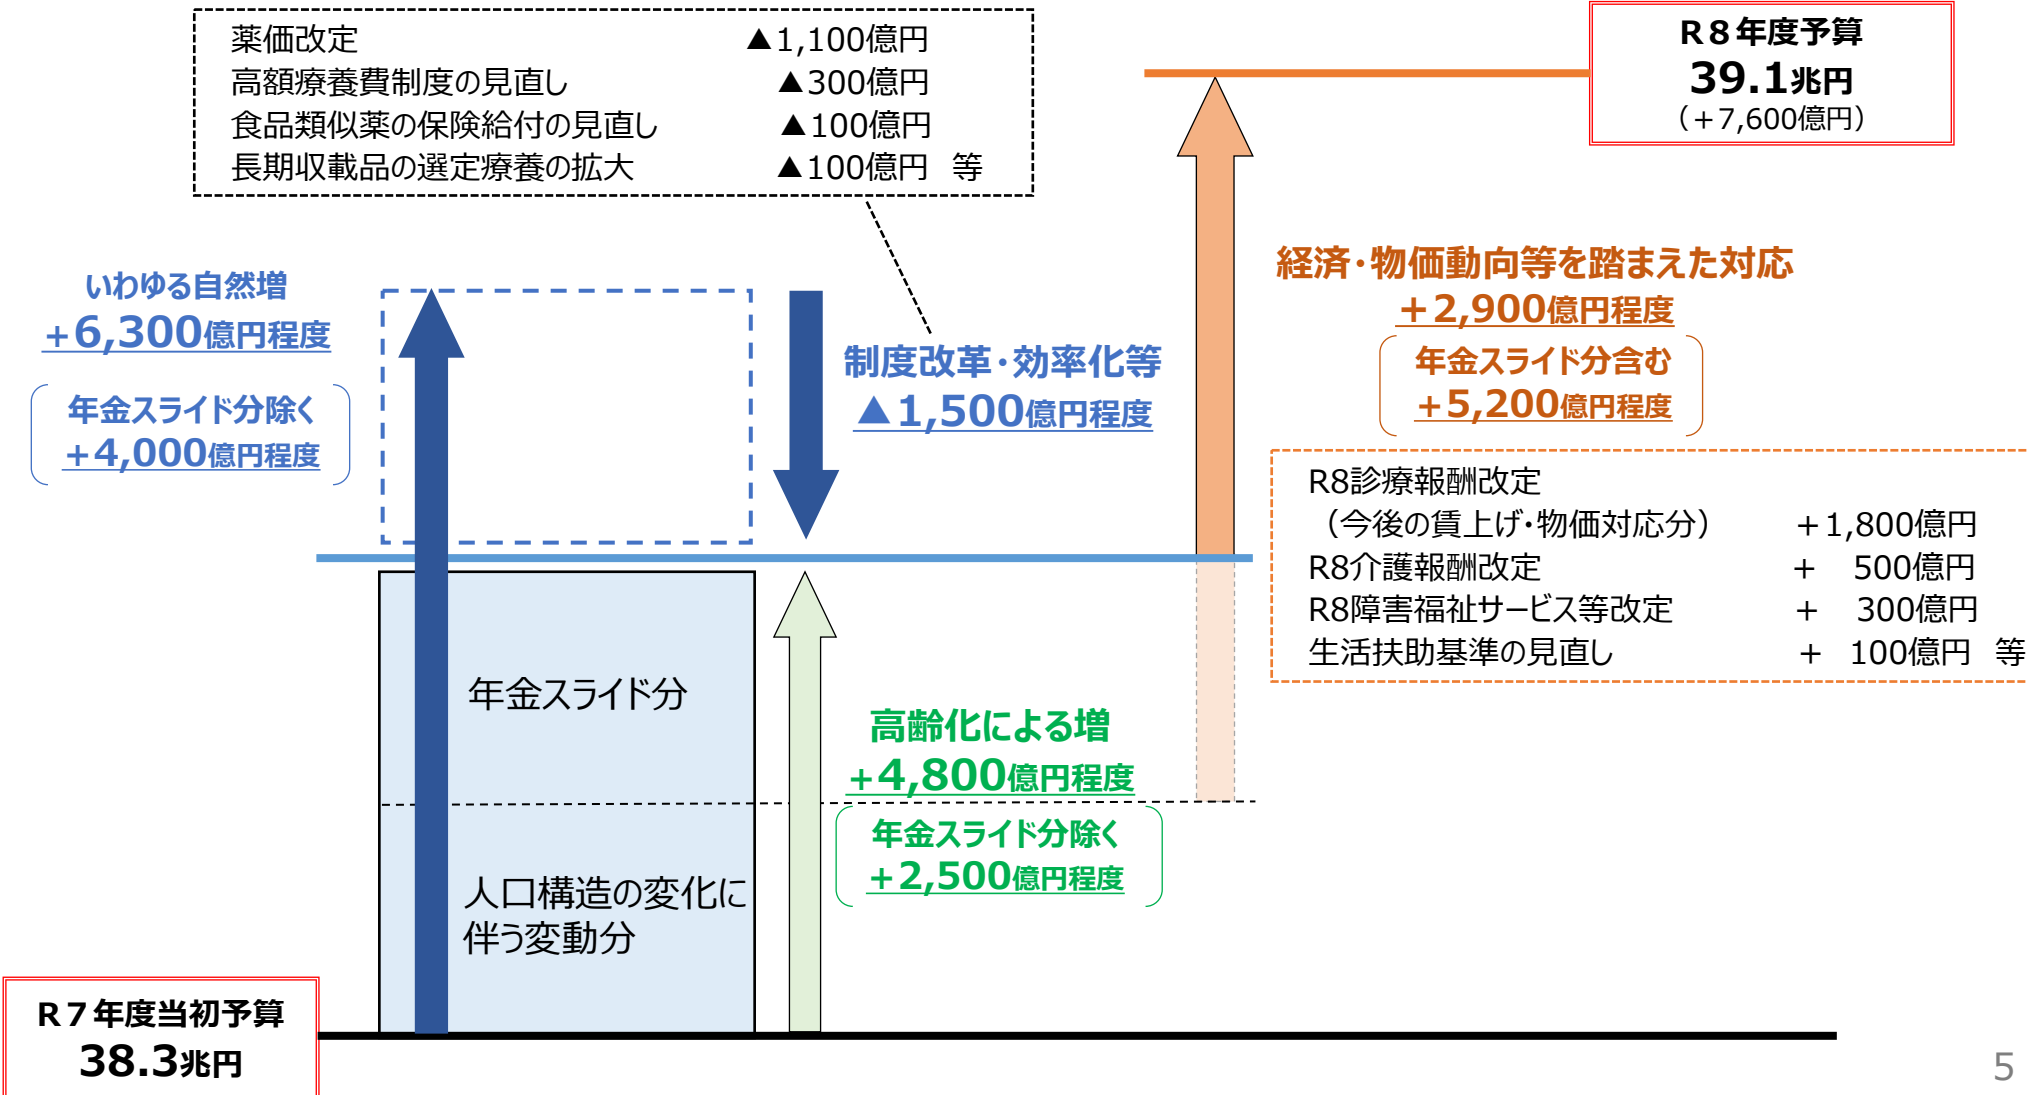 薬価改定 ▲1,100億円
高額療養費制度の見直し ▲300億円
食品類似薬の保険給付の見直し ▲100億円
長期収載品の選定療養の拡大 ▲100億円 等
R8年度予算
39.1兆円
（+7,600億円）
いわゆる自然増
+6,300億円程度
年金スライド分除く
+4,000億円程度
制度改革・効率化等
▲1,500億円程度
経済・物価動向等を踏まえた対応
+2,900億円程度
年金スライド分含む
+5,200億円程度
R8診療報酬改定
（今後の賃上げ・物価対応分） +1,800億円
R8介護報酬改定 + 500億円
R8障害福祉サービス等改定 + 300億円
生活扶助基準の見直し + 100億円 等
年金スライド分
高齢化による増
+4,800億円程度
年金スライド分除く
+2,500億円程度
人口構造の変化に
伴う変動分
R7年度当初予算
38.3兆円
5